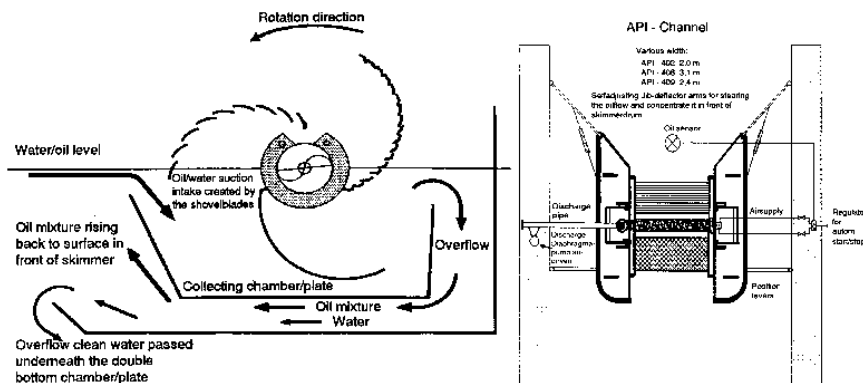 Rotation direction
Water/oil level
Oil/water suction
intake created by
the shovelblades
Oil mixture rising
back to surface in
front of skimmer
Overflow
Collecting chamber/plate
Oil mixture
Water
Overflow clean water passed
underneath the double
bottom chamber/plate
API - Channel
Various width:
API - 402 2,0 m
API - 408 3,1 m
API - 409 2,4 m
Selfadjusting Jib-deflector arms for stearing
the oilflow and concentrate it in front of
skimmerdrum
Oil sensor
Discharge
pipe
Discharge
Airsupply
for
autom
start/stop
Position
levers